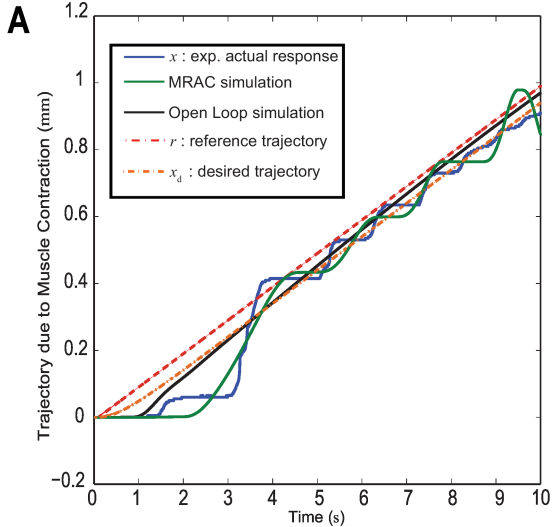 A
1.2
1
0.8
0.6
0.4
0.2
0
−0.2
Trajectory due to Muscle Contraction (mm)
x : exp. actual response
MRAC simulation
Open Loop simulation
r : reference trajectory
xd : desired trajectory
0 1 2 3 4 5 6 7 8 9 10
Time (s)